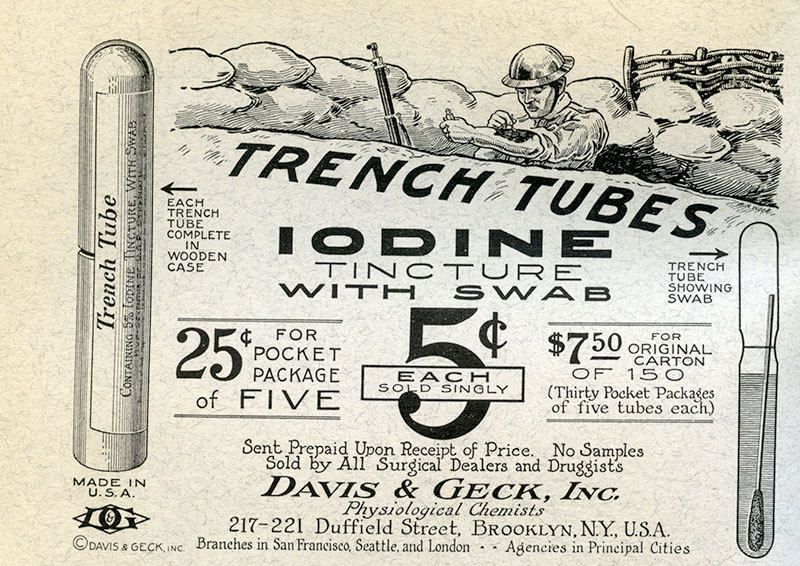 TRENCH TUBES
IODINE
TINCTURE
WITH SWAB
Trench Tube
CONTAINING 5% IODINE TINCTURE, WITH SWAB
EACH
TRENCH
TUBE
COMPLETE
IN
WOODEN
CASE
TRENCH
TUBE
SHOWING
SWAB
25¢ FOR
POCKET
PACKAGE
of FIVE
5¢
EACH
SOLD SINGLY
$7.50 FOR
ORIGINAL
CARTON
OF 150
(Thirty Pocket Packages
of five tubes each.)
Sent Prepaid Upon Receipt of Price. No Samples
Sold by All Surgical Dealers and Druggists
DAVIS & GECK, INC.
Physiological Chemists
217-221 Duffield Street, BROOKLYN, N.Y., U.S.A.
Branches in San Francisco, Seattle, and London - - Agencies in Principal Cities
MADE IN
U.S.A.
D&G
© DAVIS & GECK, INC.